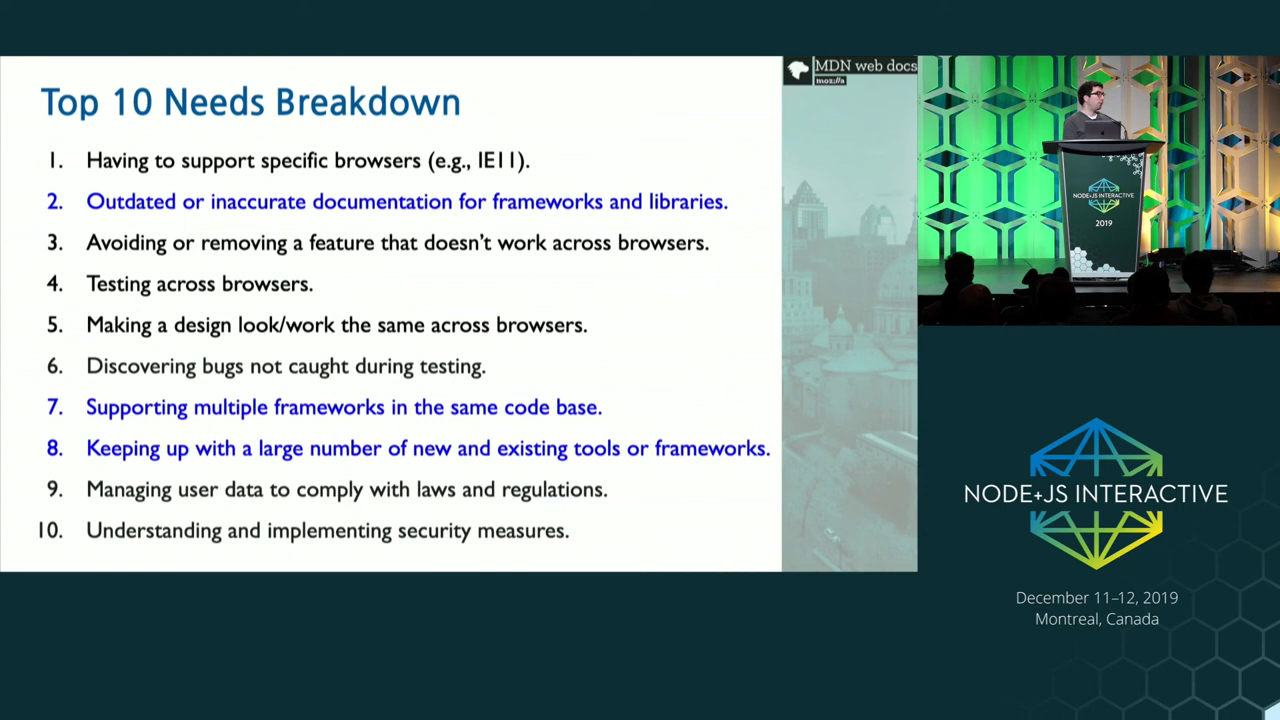 Top 10 Needs Breakdown
1. Having to support specific browsers (e.g., IE11).
2. Outdated or inaccurate documentation for frameworks and libraries.
3. Avoiding or removing a feature that doesn't work across browsers.
4. Testing across browsers.
5. Making a design look/work the same across browsers.
6. Discovering bugs not caught during testing.
7. Supporting multiple frameworks in the same code base.
8. Keeping up with a large number of new and existing tools or frameworks.
9. Managing user data to comply with laws and regulations.
10. Understanding and implementing security measures.
MDN web docs
moz://a
NODE+JS INTERACTIVE
2019
NODE+JS INTERACTIVE
December 11–12, 2019
Montreal, Canada